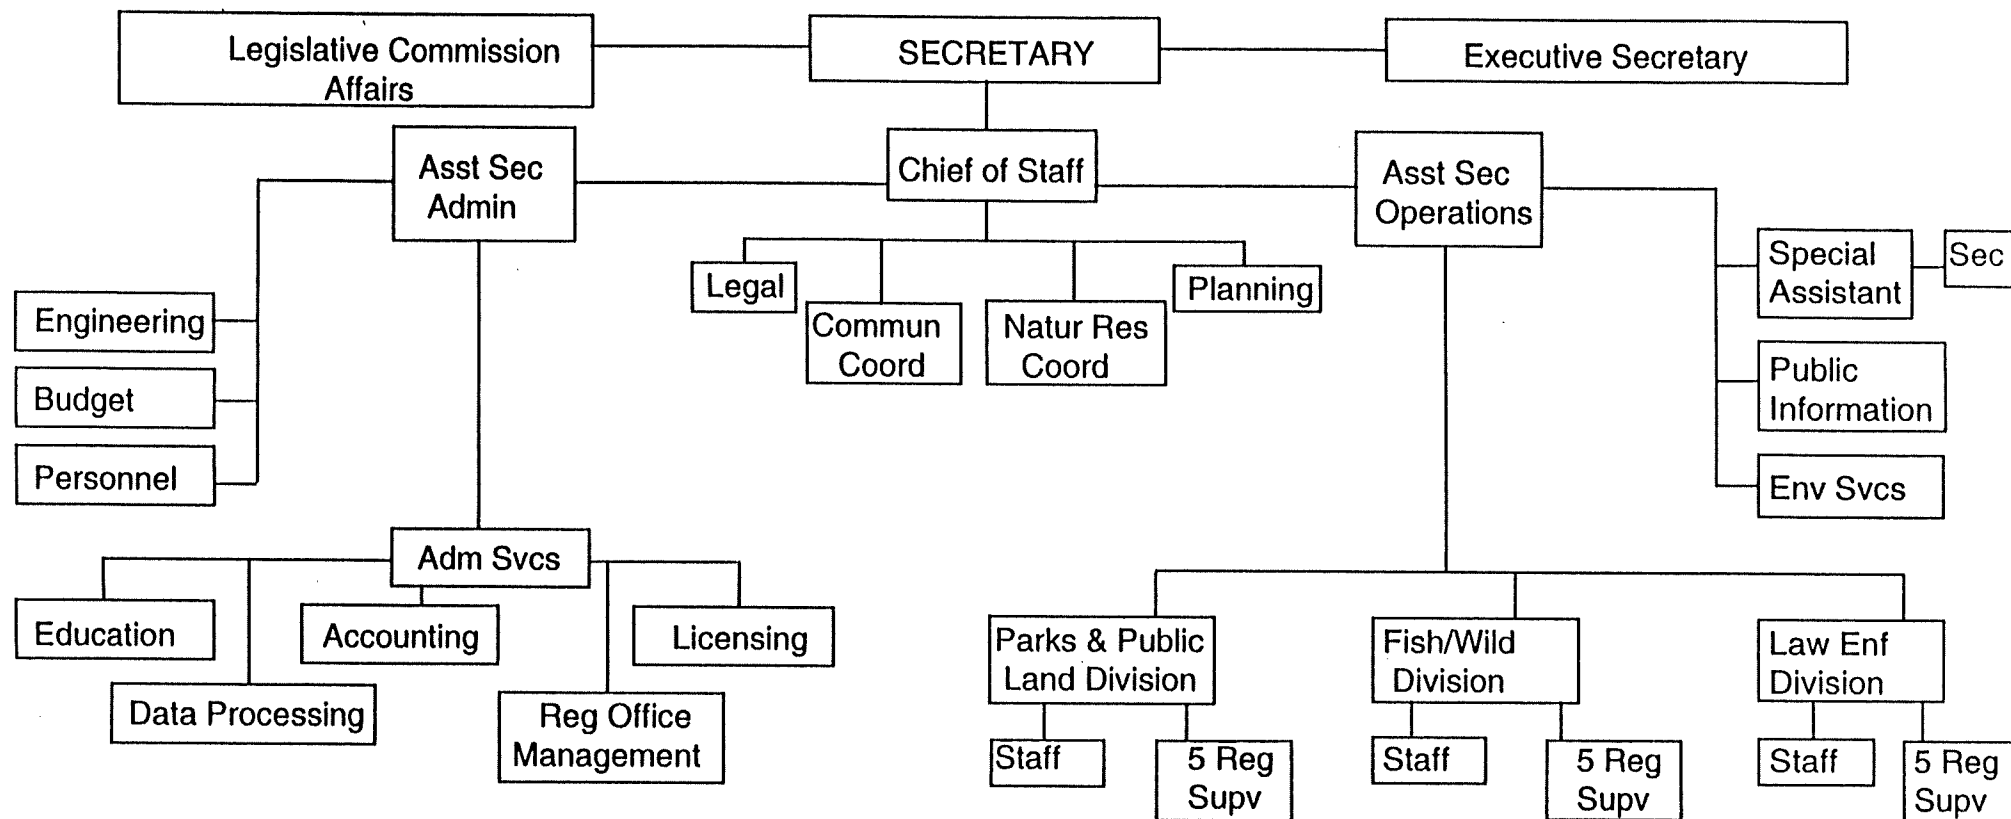 Legislative Commission
Affairs
SECRETARY
Executive Secretary
Asst Sec
Admin
Chief of Staff
Asst Sec
Operations
Legal
Commun
Coord
Natur Res
Coord
Planning
Special
Assistant
Sec
Public
Information
Env Svcs
Engineering
Budget
Personnel
Adm Svcs
Education
Data Processing
Accounting
Reg Office
Management
Licensing
Parks & Public
Land Division
Staff
5 Reg
Supv
Fish/Wild
Division
Staff
5 Reg
Supv
Law Enf
Division
Staff
5 Reg
Supv